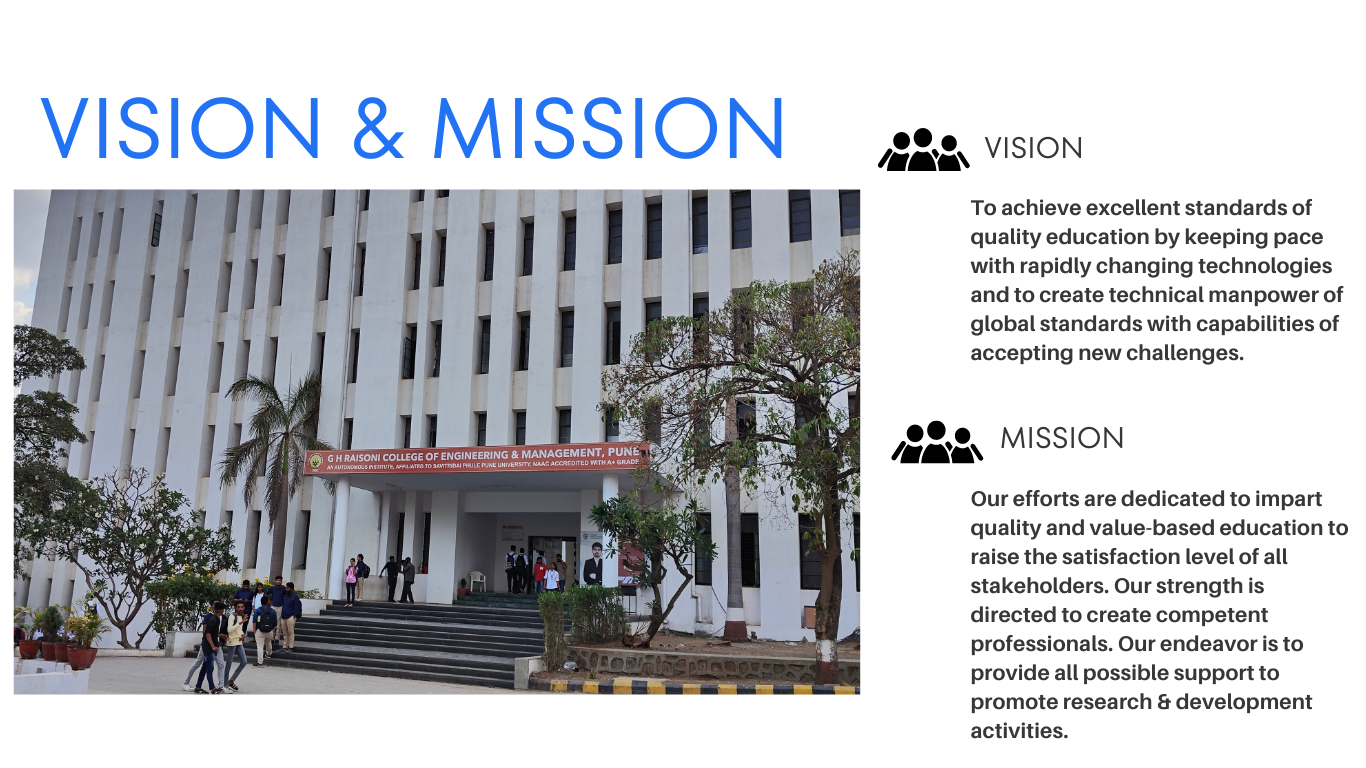 VISION & MISSION
G H RAISONI COLLEGE OF ENGINEERING & MANAGEMENT, PUNE
AN AUTONOMOUS INSTITUTE, AFFILIATED TO SAVITRIBAI PHULE PUNE UNIVERSITY, NAAC ACCREDITED WITH A+ GRADE
VISION
To achieve excellent standards of
quality education by keeping pace
with rapidly changing technologies
and to create technical manpower of
global standards with capabilities of
accepting new challenges.
MISSION
Our efforts are dedicated to impart
quality and value-based education to
raise the satisfaction level of all
stakeholders. Our strength is
directed to create competent
professionals. Our endeavor is to
provide all possible support to
promote research & development
activities.